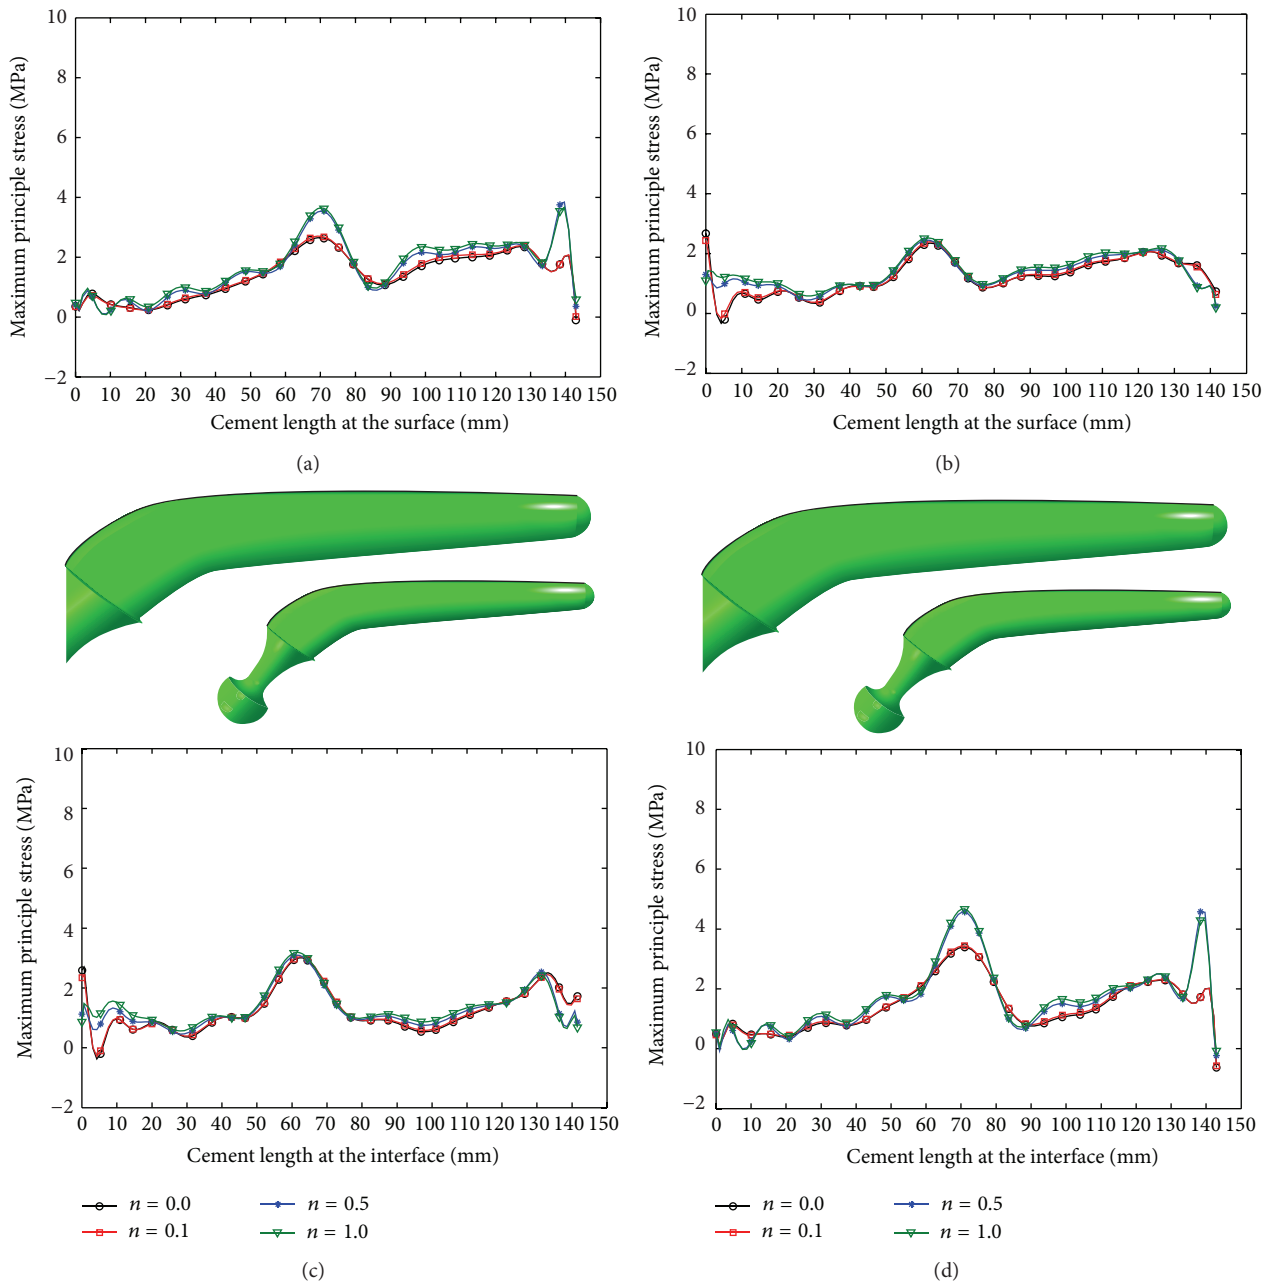 10
8
6
4
2
0
−2
Maximum principle stress (MPa)
0 10 20 30 40 50 60 70 80 90 100 110 120 130 140 150
Cement length at the surface (mm)
(a)
10
8
6
4
2
0
−2
Maximum principle stress (MPa)
0 10 20 30 40 50 60 70 80 90 100 110 120 130 140 150
Cement length at the surface (mm)
(b)
10
8
6
4
2
0
−2
Maximum principle stress (MPa)
0 10 20 30 40 50 60 70 80 90 100 110 120 130 140 150
Cement length at the interface (mm)
n = 0.0
n = 0.1
n = 0.5
n = 1.0
(c)
10
8
6
4
2
0
−2
Maximum principle stress (MPa)
0 10 20 30 40 50 60 70 80 90 100 110 120 130 140 150
Cement length at the interface (mm)
n = 0.0
n = 0.1
n = 0.5
n = 1.0
(d)